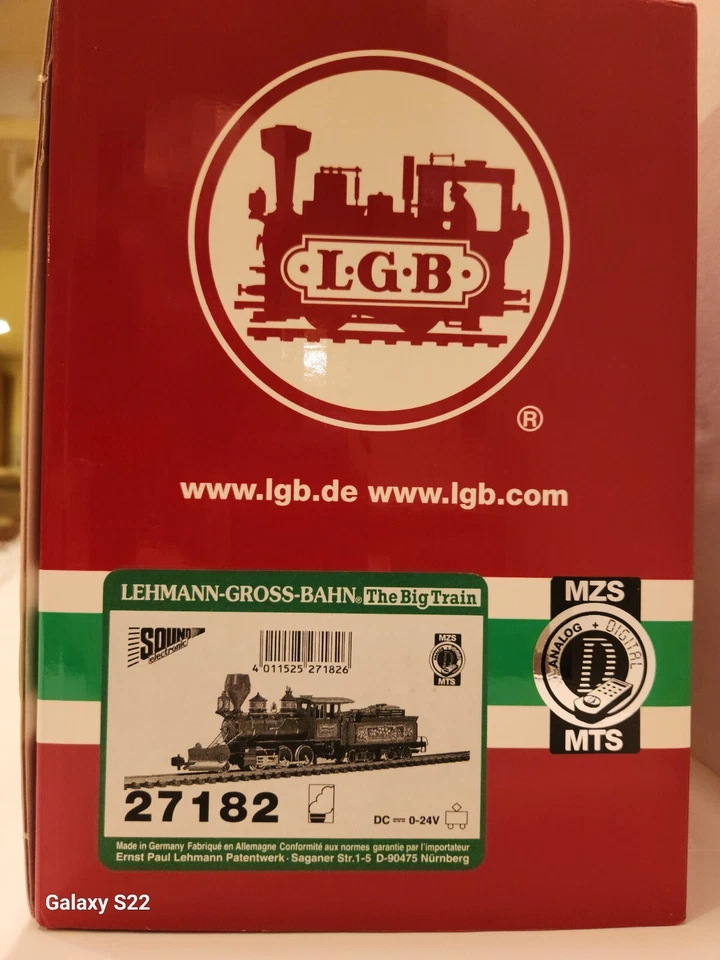 L·G·B
®
www.lgb.de www.lgb.com
LEHMANN-GROSS-BAHN® The Big Train
SOUND
electronic
4 011525 271826
MZS
MTS
27182
DC 0-24V
Made in Germany Fabriqué en Allemagne Conformité aux normes garantie par l'importateur
Ernst Paul Lehmann Patentwerk · Saganer Str.1-5 D-90475 Nürnberg
MZS
ANALOG + DIGITAL
D
MTS
Galaxy S22